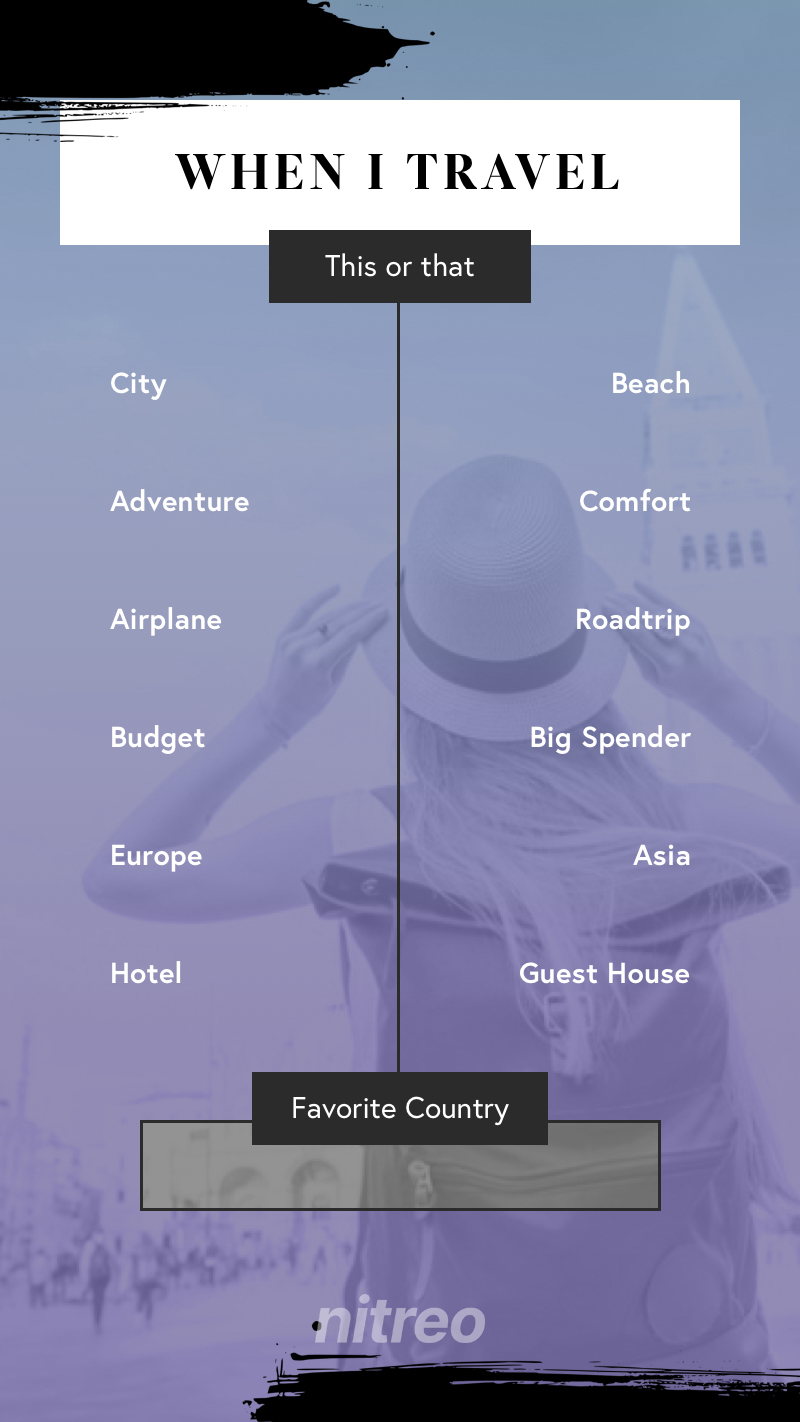 WHEN I TRAVEL
This or that
City Beach
Adventure Comfort
Airplane Roadtrip
Budget Big Spender
Europe Asia
Hotel Guest House
Favorite Country
nitreo